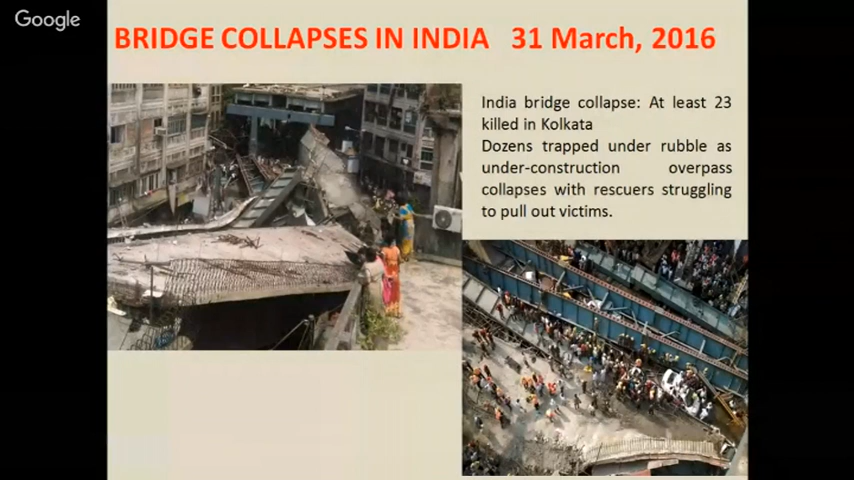 Google
BRIDGE COLLAPSES IN INDIA 31 March, 2016
India bridge collapse: At least 23
killed in Kolkata
Dozens trapped under rubble as
under-construction overpass
collapses with rescuers struggling
to pull out victims.